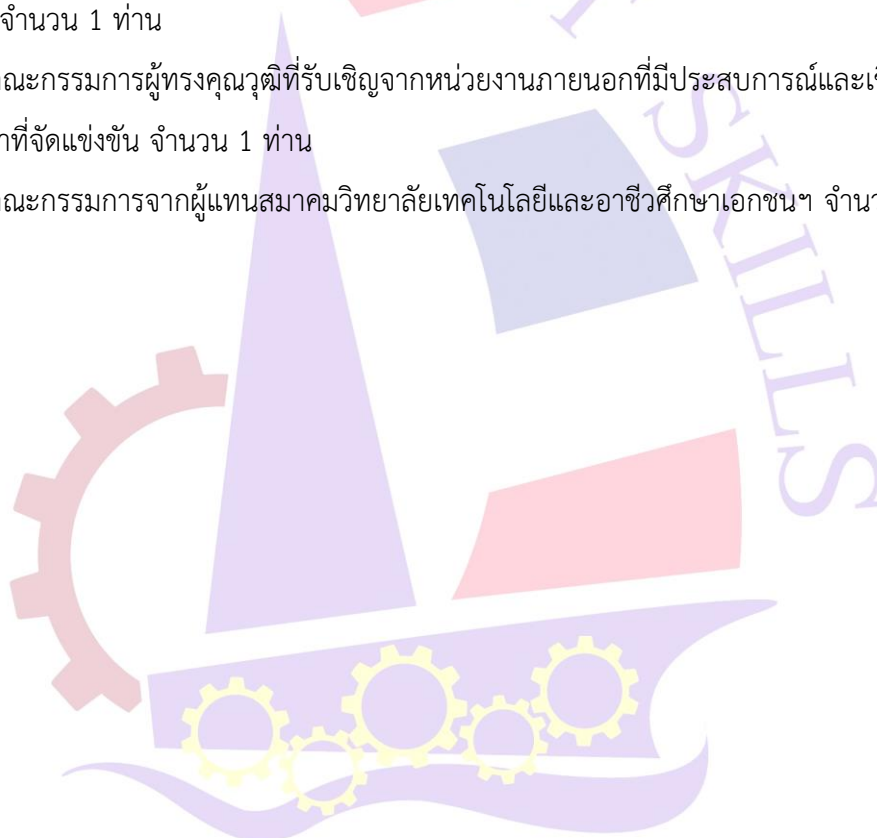 จำนวน 1 ท่าน
ณะกรรมการผู้ทรงคุณวุฒิที่รับเชิญจากหน่วยงานภายนอกที่มีประสบการณ์และเ
าที่จัดแข่งขัน จำนวน 1 ท่าน
ณะกรรมการจากผู้แทนสมาคมวิทยาลัยเทคโนโลยีและอาชีวศึกษาเอกชนฯ จำน
SKILLS